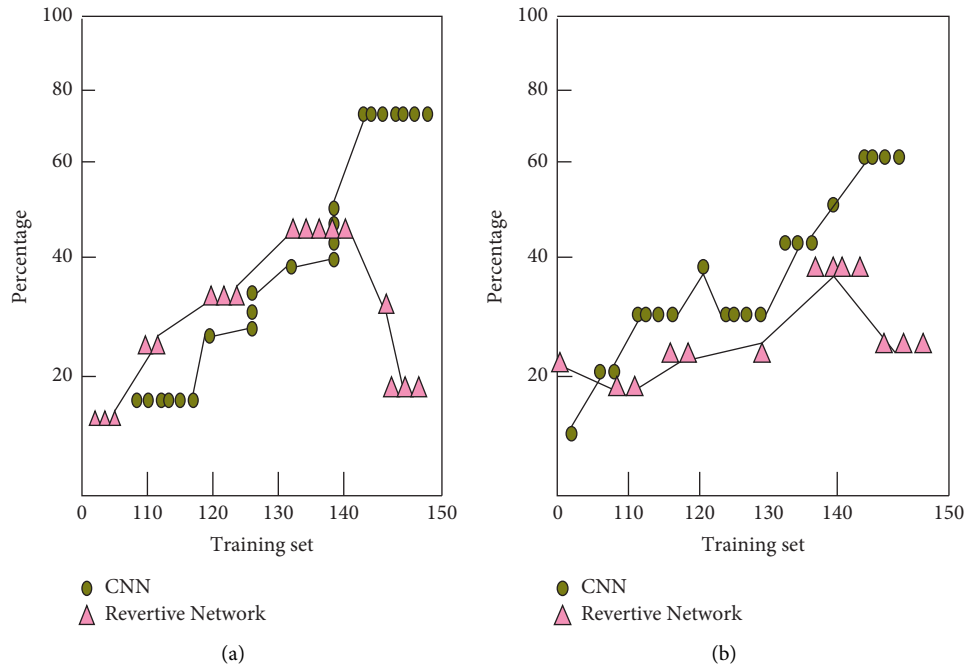 100
80
60
40
20
Percentage
0 110 120 130 140 150
Training set
CNN
Revertive Network
(a)
100
80
60
40
20
Percentage
0 110 120 130 140 150
Training set
CNN
Revertive Network
(b)